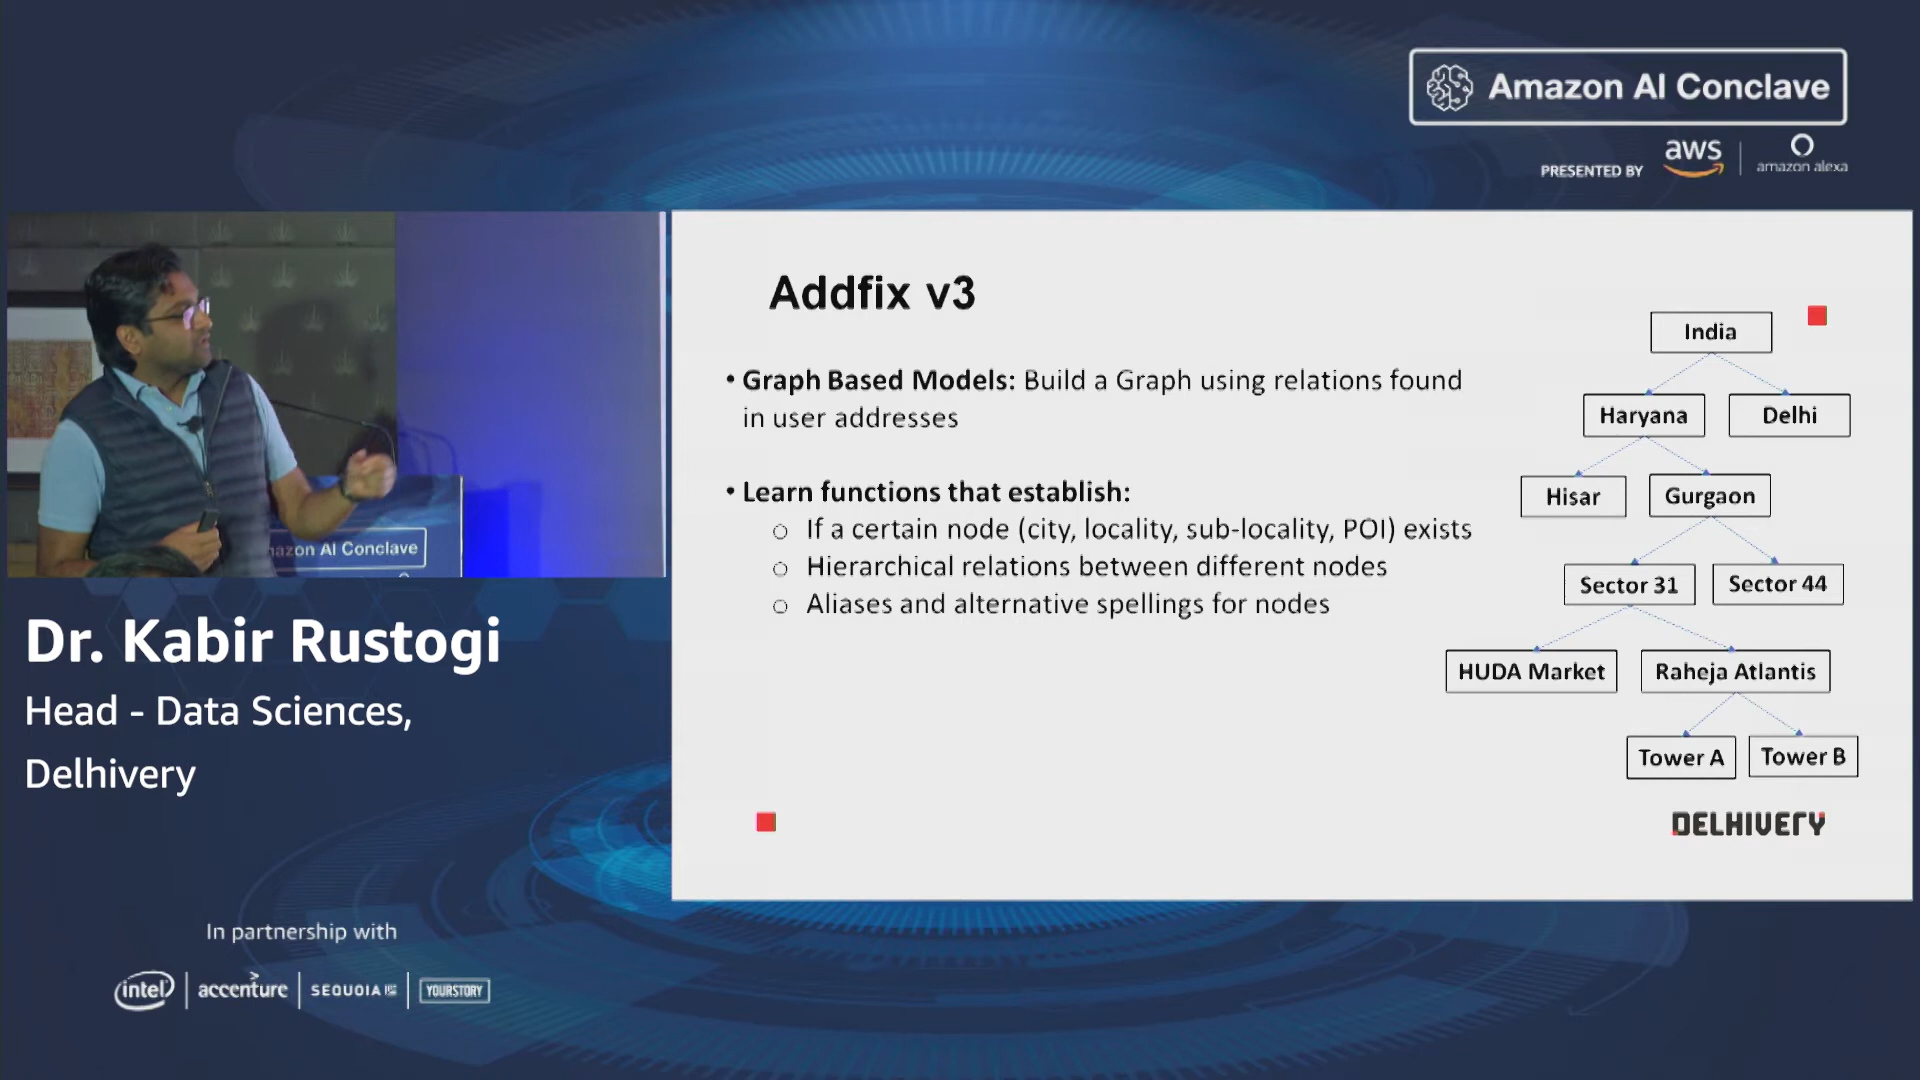 Amazon AI Conclave
PRESENTED BY
aws
amazon alexa
Addfix v3
• Graph Based Models: Build a Graph using relations found
in user addresses
• Learn functions that establish:
○ If a certain node (city, locality, sub-locality, POI) exists
○ Hierarchical relations between different nodes
○ Aliases and alternative spellings for nodes
India
Haryana
Delhi
Hisar
Gurgaon
Sector 31
Sector 44
HUDA Market
Raheja Atlantis
Tower A
Tower B
DELHIVERY
azon AI Conclave
Dr. Kabir Rustogi
Head - Data Sciences,
Delhivery
In partnership with
intel
accenture
SEQUOIA
YOURSTORY